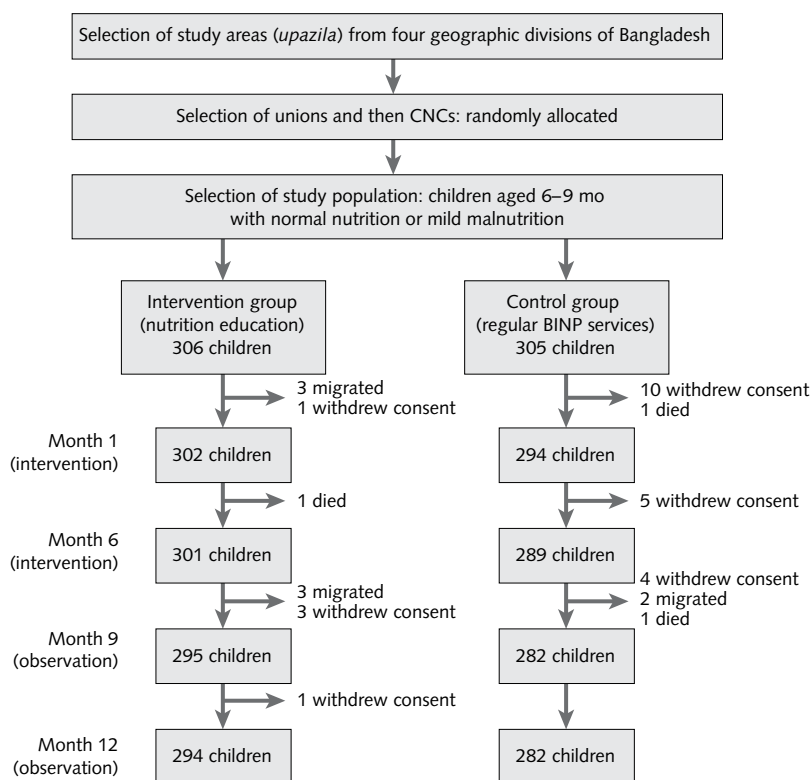 Selection of study areas (upazila) from four geographic divisions of Bangladesh
Selection of unions and then CNCs: randomly allocated
Selection of study population: children aged 6–9 mo
with normal nutrition or mild malnutrition
Intervention group
(nutrition education)
306 children
Control group
(regular BINP services)
305 children
3 migrated
1 withdrew consent
10 withdrew consent
1 died
Month 1
(intervention)
302 children
294 children
1 died
5 withdrew consent
Month 6
(intervention)
301 children
289 children
3 migrated
3 withdrew consent
4 withdrew consent
2 migrated
1 died
Month 9
(observation)
295 children
282 children
1 withdrew consent
Month 12
(observation)
294 children
282 children